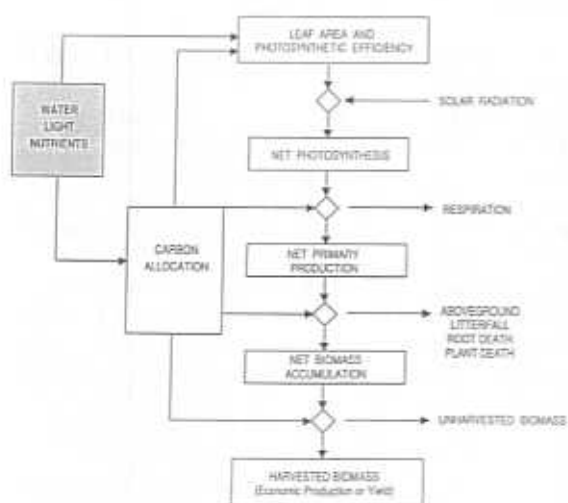 LEAF AREA AND
PHOTOSYNTHETIC EFFICIENCY
WATER
LIGHT
NUTRIENTS
SOLAR RADIATION
NET PHOTOSYNTHESIS
RESPIRATION
CARBON
ALLOCATION
NET PRIMARY
PRODUCTION
ABOVEGROUND
LITTERFALL
ROOT DEATH
PLANT DEATH
NET BIOMASS
ACCUMULATION
UNHARVESTED BIOMASS
HARVESTED BIOMASS
(Economic Production or Yield)